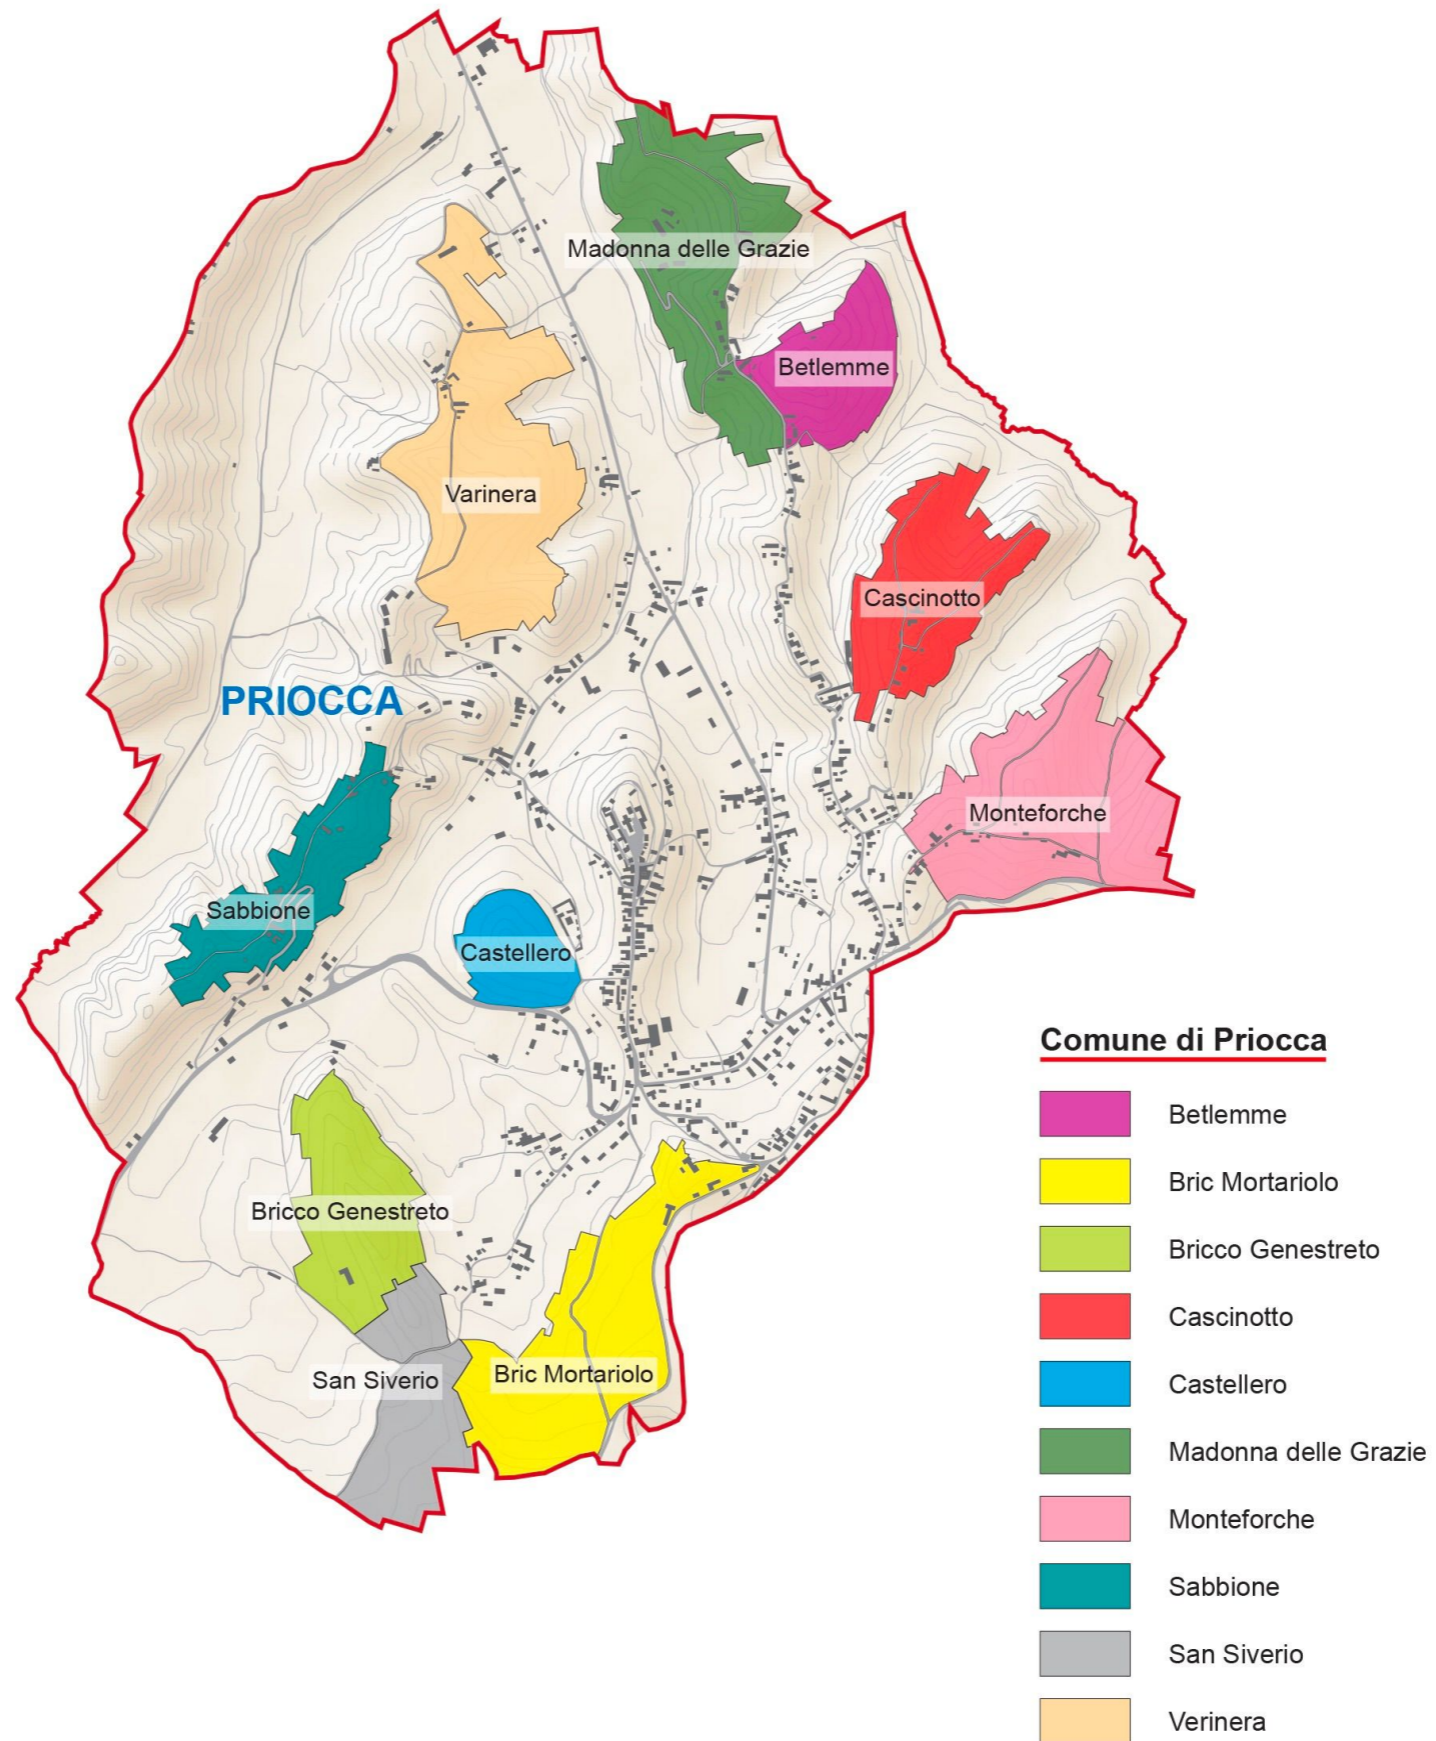 Madonna delle Grazie
Betlemme
Varinera
Cascinotto
PRIOCCA
Monteforche
Sabbione
Castellero
Bricco Genestreto
San Siverio
Bric Mortariolo
Comune di Priocca
Betlemme
Bric Mortariolo
Bricco Genestreto
Cascinotto
Castellero
Madonna delle Grazie
Monteforche
Sabbione
San Siverio
Verinera